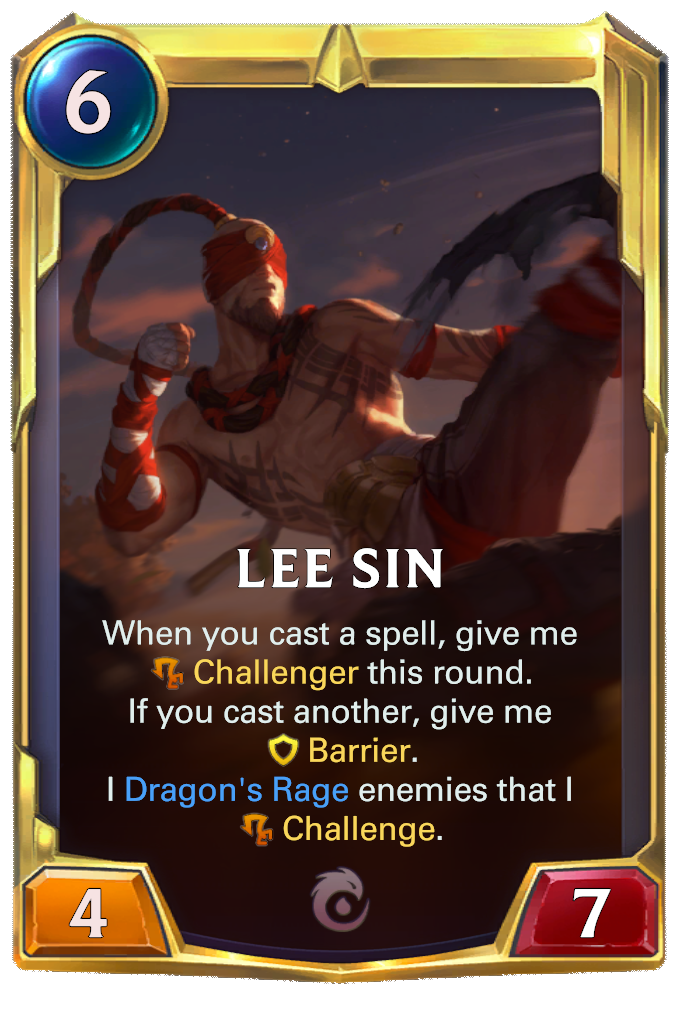 6
LEE SIN
When you cast a spell, give me
Challenger this round.
If you cast another, give me
Barrier.
I Dragon's Rage enemies that I
Challenge.
4
7